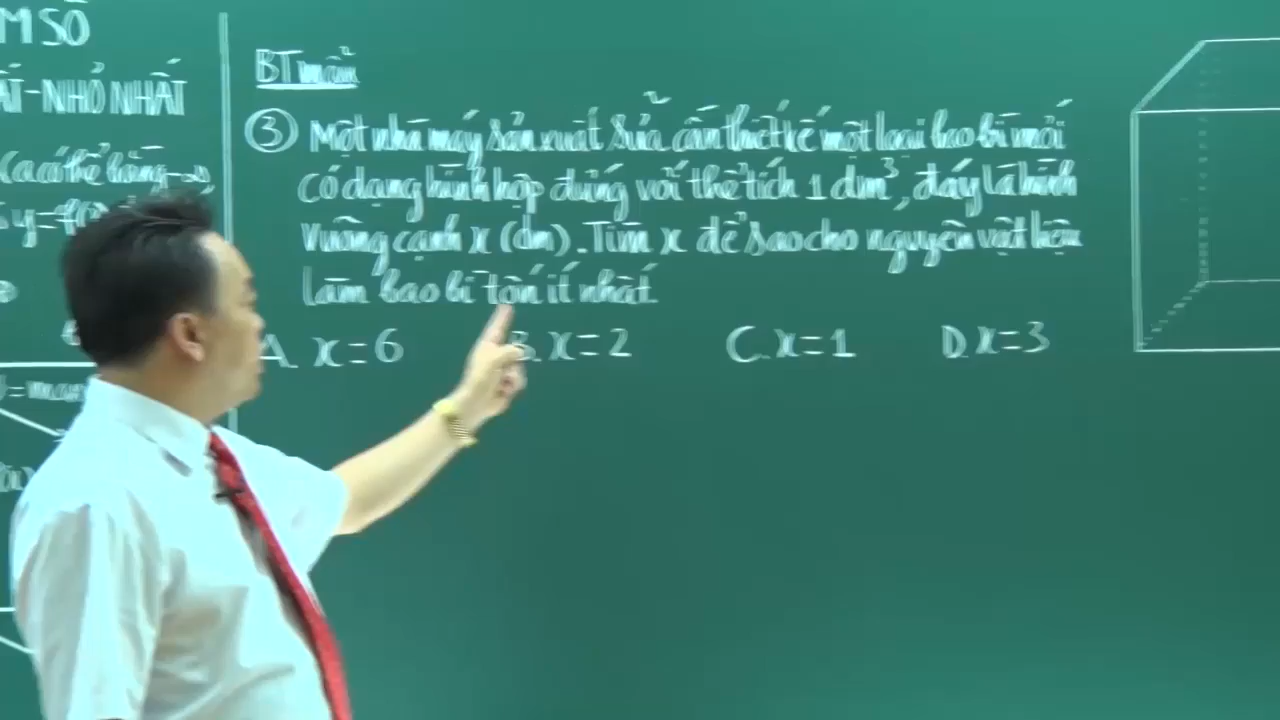 M SỐ
ẤT-NHỎ NHẤT
y=f(
BT mẫu
③ Một nhà máy sản xuất sữa cần thiết kế một loại bao bì mới
có dạng hình hộp đứng với thể tích 1 dm³, đáy là hình
vuông cạnh x (dm). Tìm x để sao cho nguyên vật liệu
làm bao bì tốn ít nhất
A. x=6 B. x=2 C. x=1 D. x=3